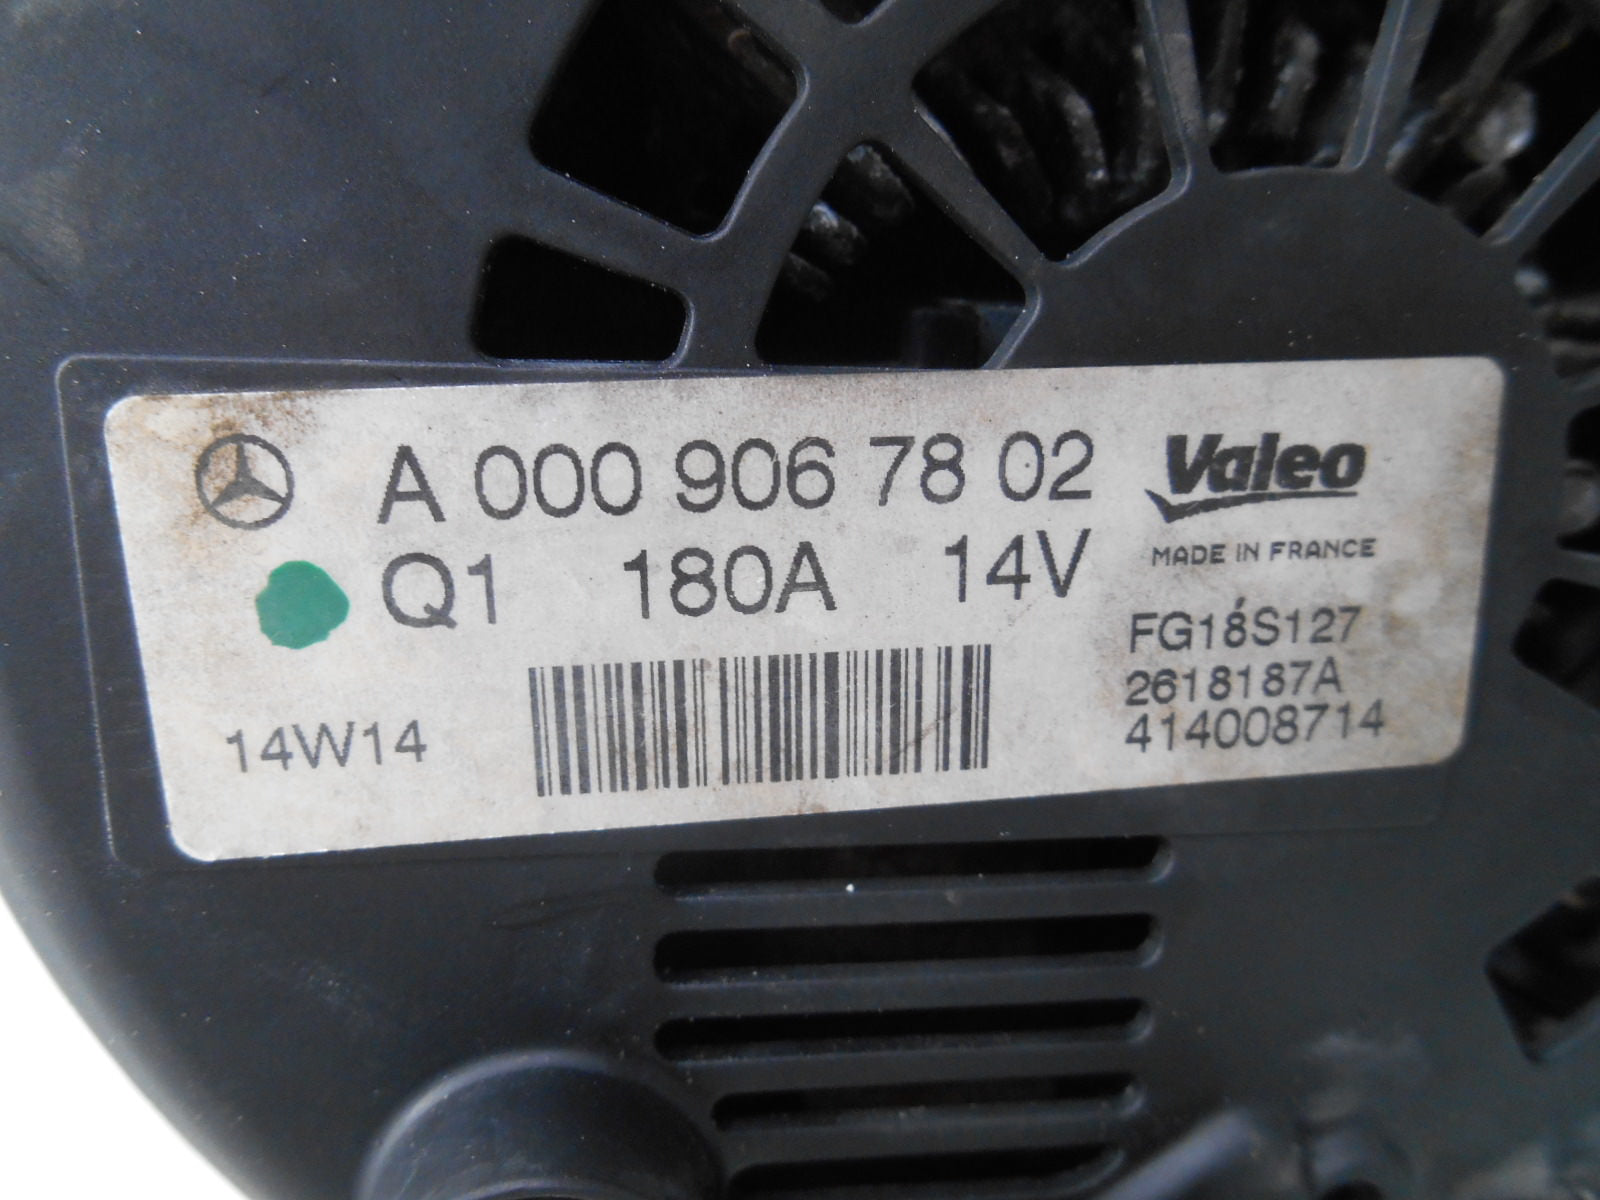 A 000 906 78 02
Valeo
MADE IN FRANCE
Q1 180A 14V
FG18S127
2618187A
414008714
14W14